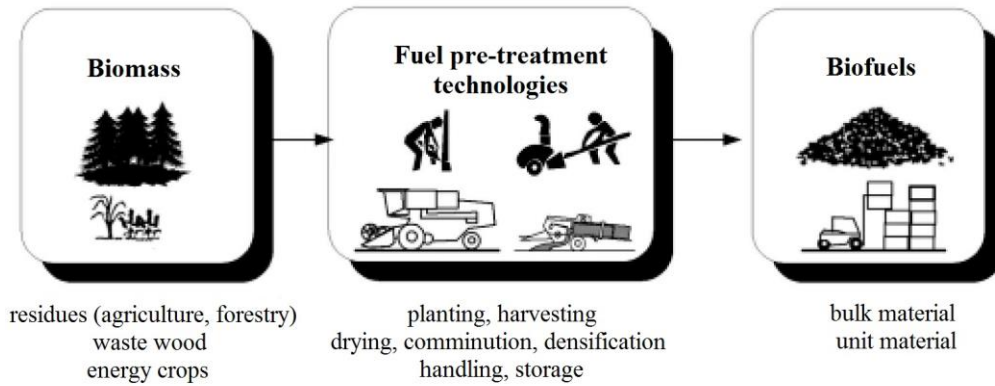 Biomass
residues (agriculture, forestry)
waste wood
energy crops
Fuel pre-treatment
technologies
planting, harvesting
drying, comminution, densification
handling, storage
Biofuels
bulk material
unit material